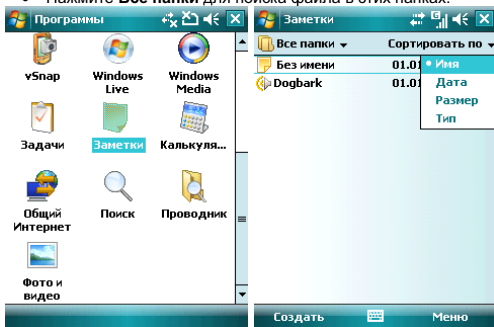 Нажмите Все папки для поиска файла в этих папках.
Программы
vSnap
Windows Live
Windows Media
Задачи
Заметки
Калькуля...
Общий Интернет
Поиск
Проводник
Фото и видео
Заметки
Все папки
Сортировать по
Без имени 01.01
Dogbark 01.01
Имя
Дата
Размер
Тип
Создать
Меню